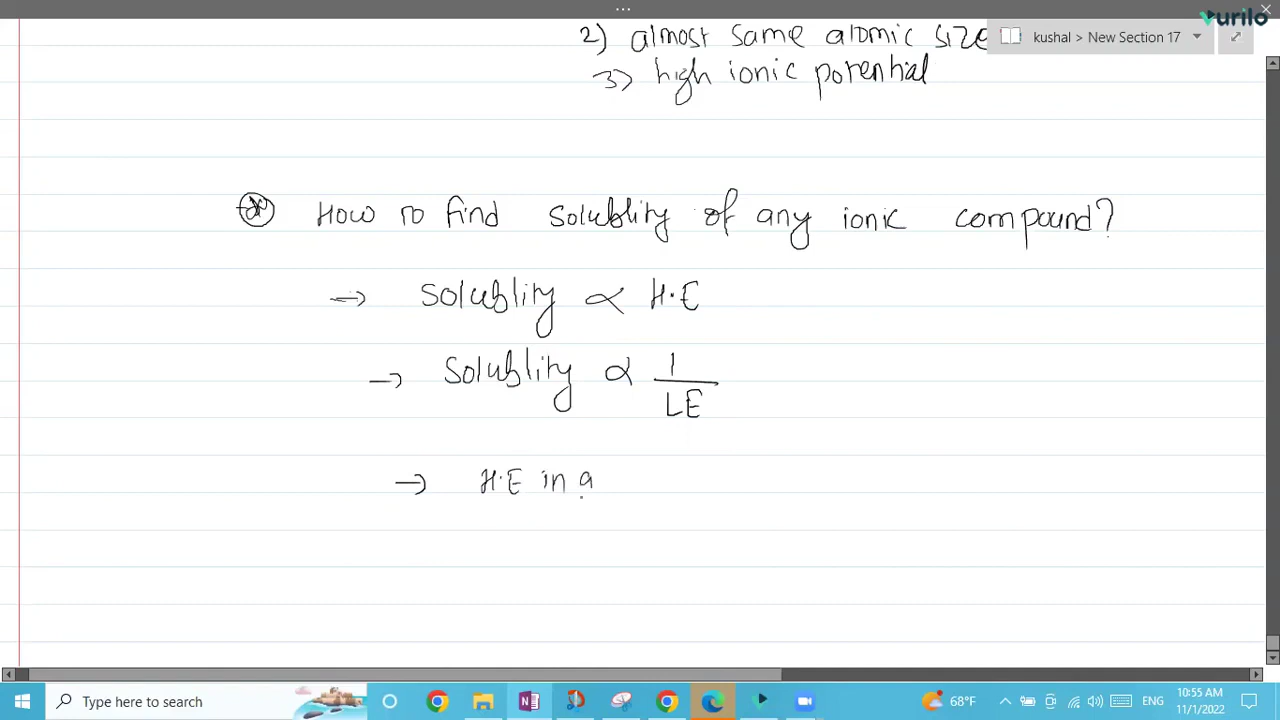 vurilo
2) almost same atomic size
kushal > New Section 17
3) high ionic potential
How to find solublity of any ionic compound?
→ Solublity ∝ H.E
→ Solublity ∝ 1/LE
→ H.E in a
Type here to search
68°F
ENG
10:55 AM
11/1/2022